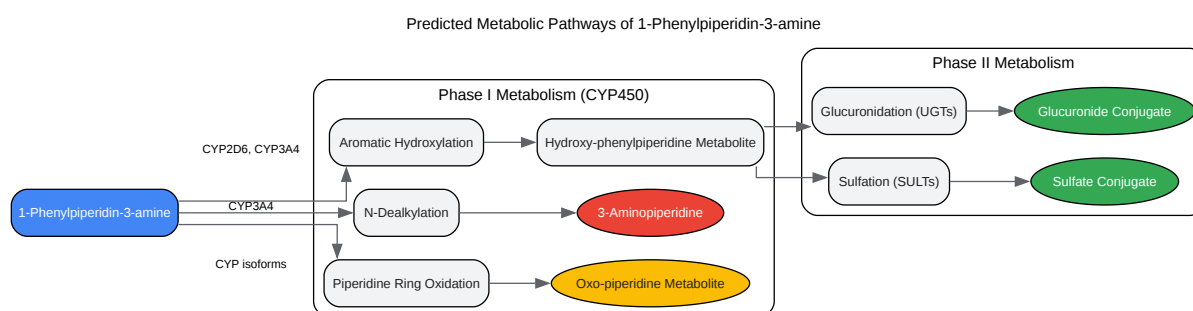 Predicted Metabolic Pathways of 1-Phenylpiperidin-3-amine
Phase II Metabolism
Phase I Metabolism (CYP450)
Glucuronidation (UGTs)
Glucuronide Conjugate
Aromatic Hydroxylation
Hydroxy-phenylpiperidine Metabolite
CYP2D6, CYP3A4
Sulfation (SULTs)
Sulfate Conjugate
1-Phenylpiperidin-3-amine
CYP3A4
N-Dealkylation
3-Aminopiperidine
CYP isoforms
Piperidine Ring Oxidation
Oxo-piperidine Metabolite